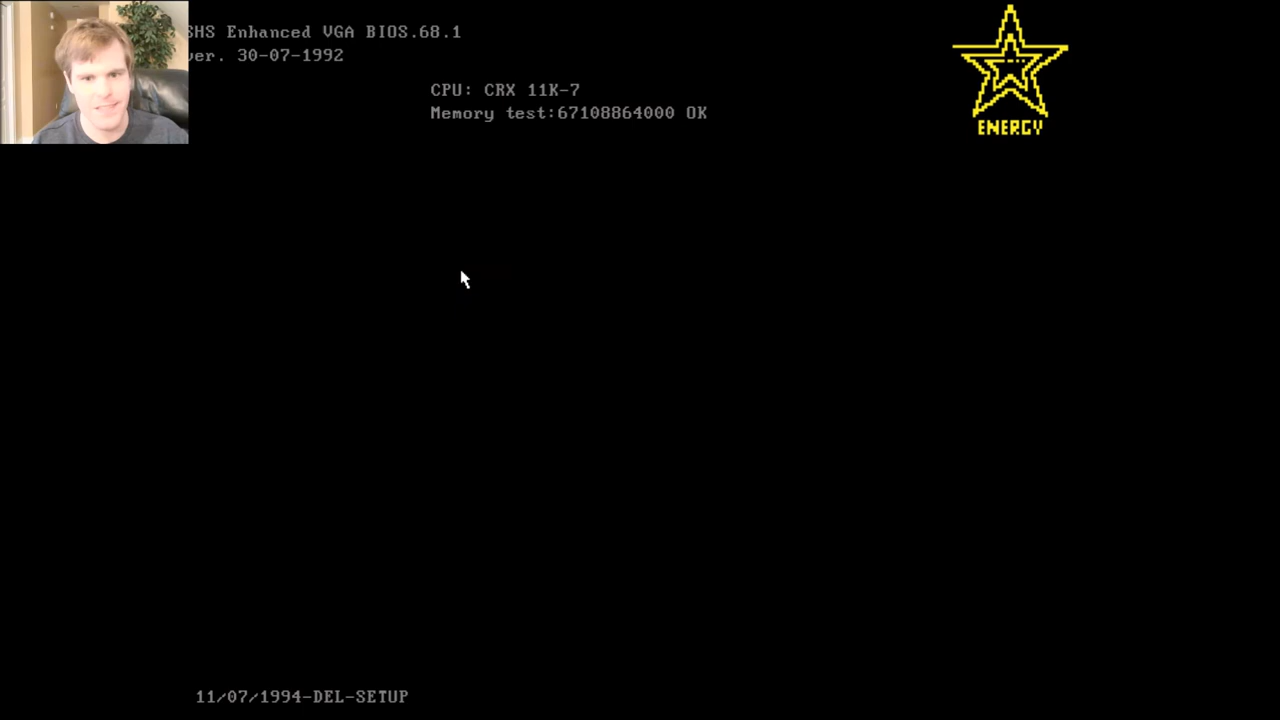 SHS Enhanced VGA BIOS.68.1
ver. 30-07-1992
CPU: CRX 11K-7
Memory test:67108864000 OK
ENERGY
11/07/1994-DEL-SETUP